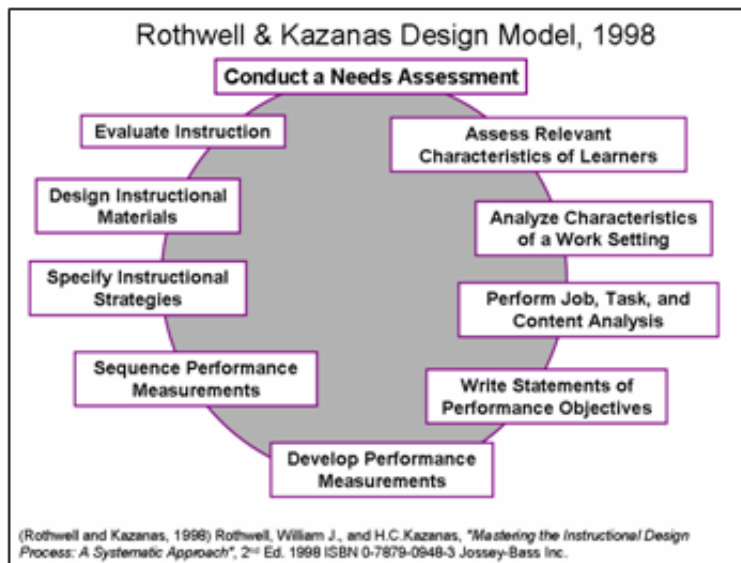 Rothwell & Kazanas Design Model, 1998
Conduct a Needs Assessment
Assess Relevant
Characteristics of Learners
Analyze Characteristics
of a Work Setting
Perform Job, Task, and
Content Analysis
Write Statements of
Performance Objectives
Develop Performance
Measurements
Sequence Performance
Measurements
Specify Instructional
Strategies
Design Instructional
Materials
Evaluate Instruction
(Rothwell and Kazanas, 1998) Rothwell, William J., and H.C.Kazanas, "Mastering the Instructional Design
Process: A Systematic Approach", 2nd Ed. 1998 ISBN 0-7879-0948-3 Jossey-Bass Inc.